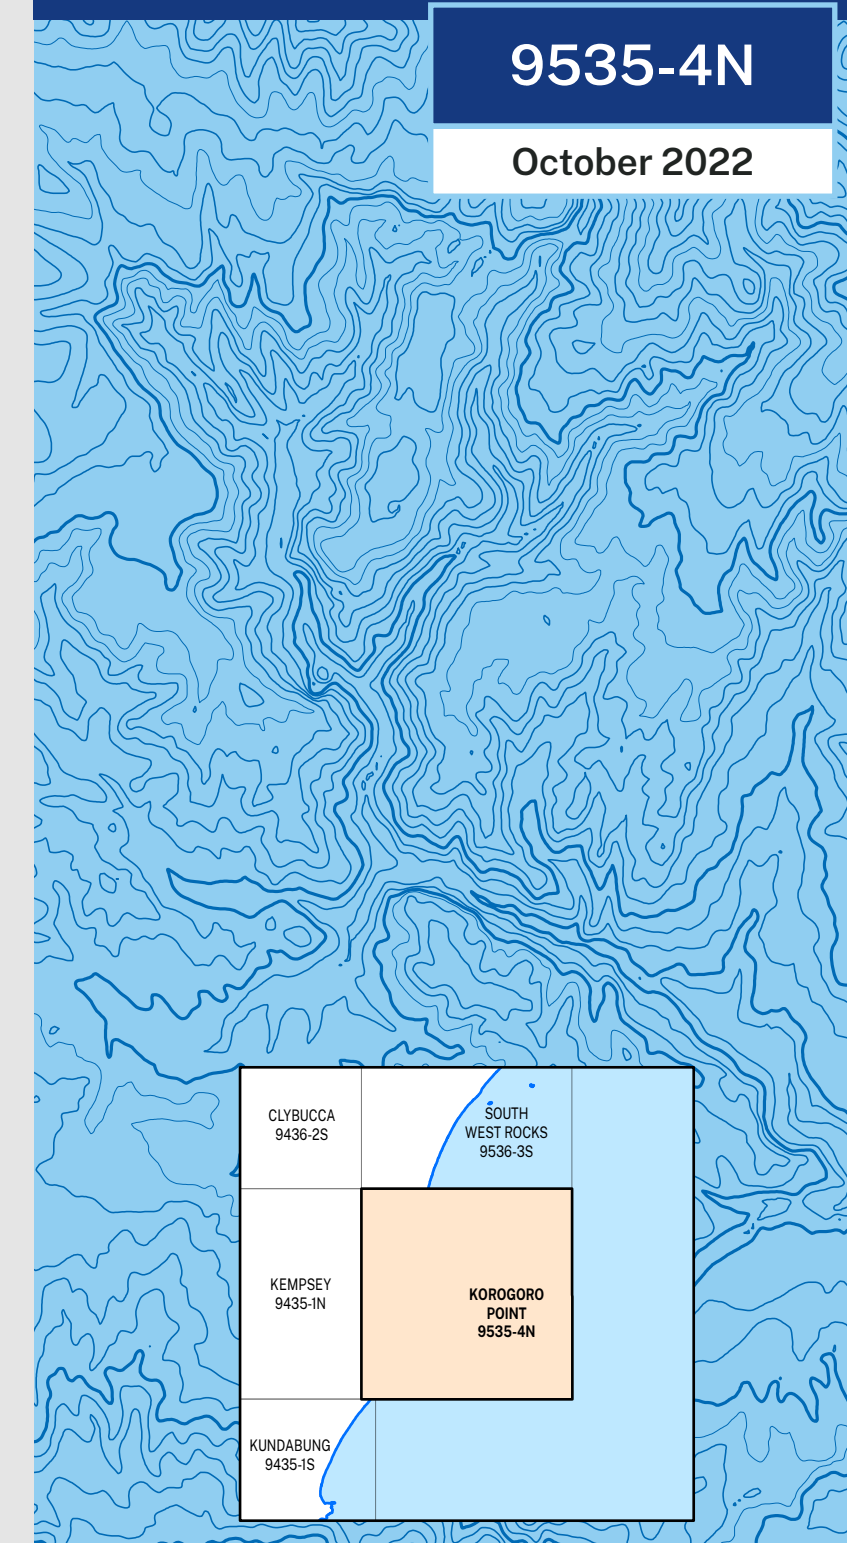 9535-4N
October 2022
CLYBUCCA
9436-2S
SOUTH
WEST ROCKS
9536-3S
KEMPSEY
9435-1N
KOROGORO
POINT
9535-4N
KUNDABUNG
9435-1S